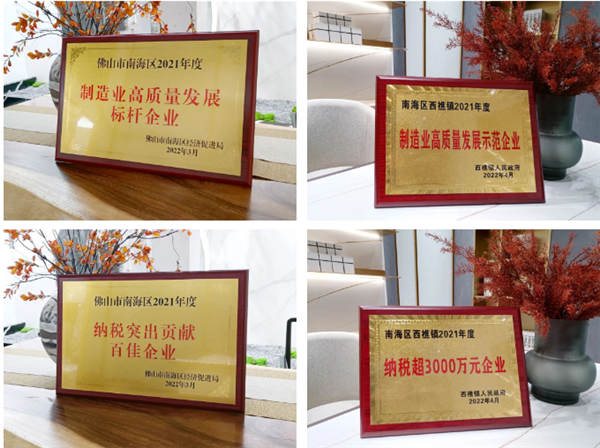 佛山市南海区2021年度
制造业高质量发展
标杆企业
佛山市南海区经济促进局
2022年3月
南海区西樵镇2021年度
制造业高质量发展示范企业
西樵镇人民政府
2022年4月
佛山市南海区2021年度
纳税突出贡献
百佳企业
佛山市南海区经济促进局
2022年3月
南海区西樵镇2021年度
纳税超3000万元企业
西樵镇人民政府
2022年4月